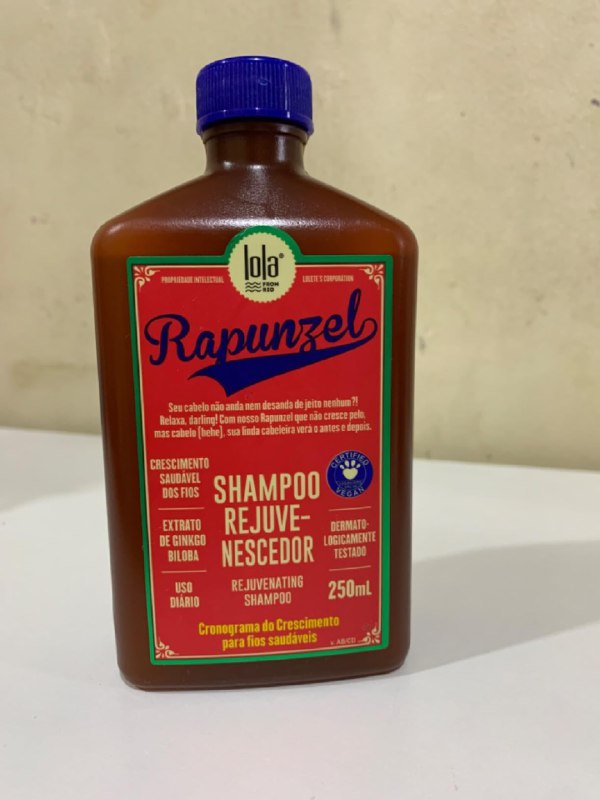 lola®
FROM
RIO
PROPRIEDADE INTELECTUAL
LOLETE'S CORPORATION
Rapunzel
Seu cabelo não anda nem desanda de jeito nenhum?!
Relaxa, darling! Com nosso Rapunzel que não cresce pelo,
mas cabelo (hehe), sua linda cabeleira verá o antes e depois.
CRESCIMENTO
SAUDÁVEL
DOS FIOS
EXTRATO
DE GINKGO
BILOBA
USO
DIÁRIO
SHAMPOO
REJUVE-
NESCEDOR
REJUVENATING
SHAMPOO
CERTIFIED
VEGAN
DERMATO-
LOGICAMENTE
TESTADO
250mL
Cronograma do Crescimento
para fios saudáveis